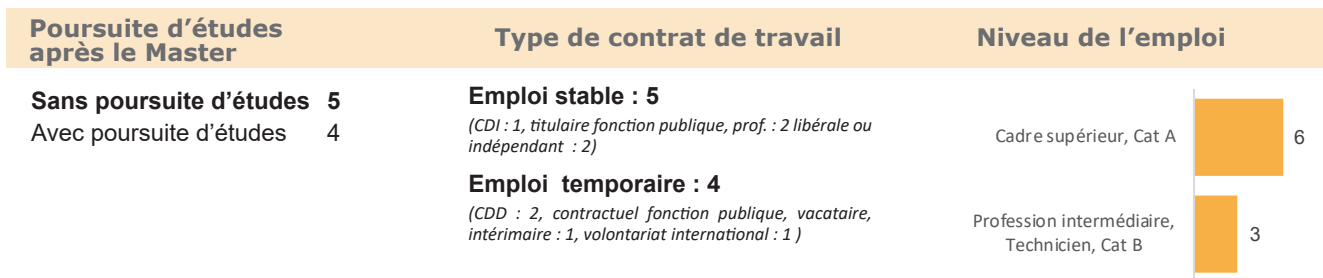 Poursuite d’études
après le Master
Type de contrat de travail
Niveau de l’emploi
Sans poursuite d’études 5
Avec poursuite d’études 4
Emploi stable : 5
(CDI : 1, titulaire fonction publique, prof. : 2 libérale ou
indépendant : 2)
Emploi temporaire : 4
(CDD : 2, contractuel fonction publique, vacataire,
intérimaire : 1, volontariat international : 1 )
Cadre supérieur, Cat A
6
Profession intermédiaire,
Technicien, Cat B
3